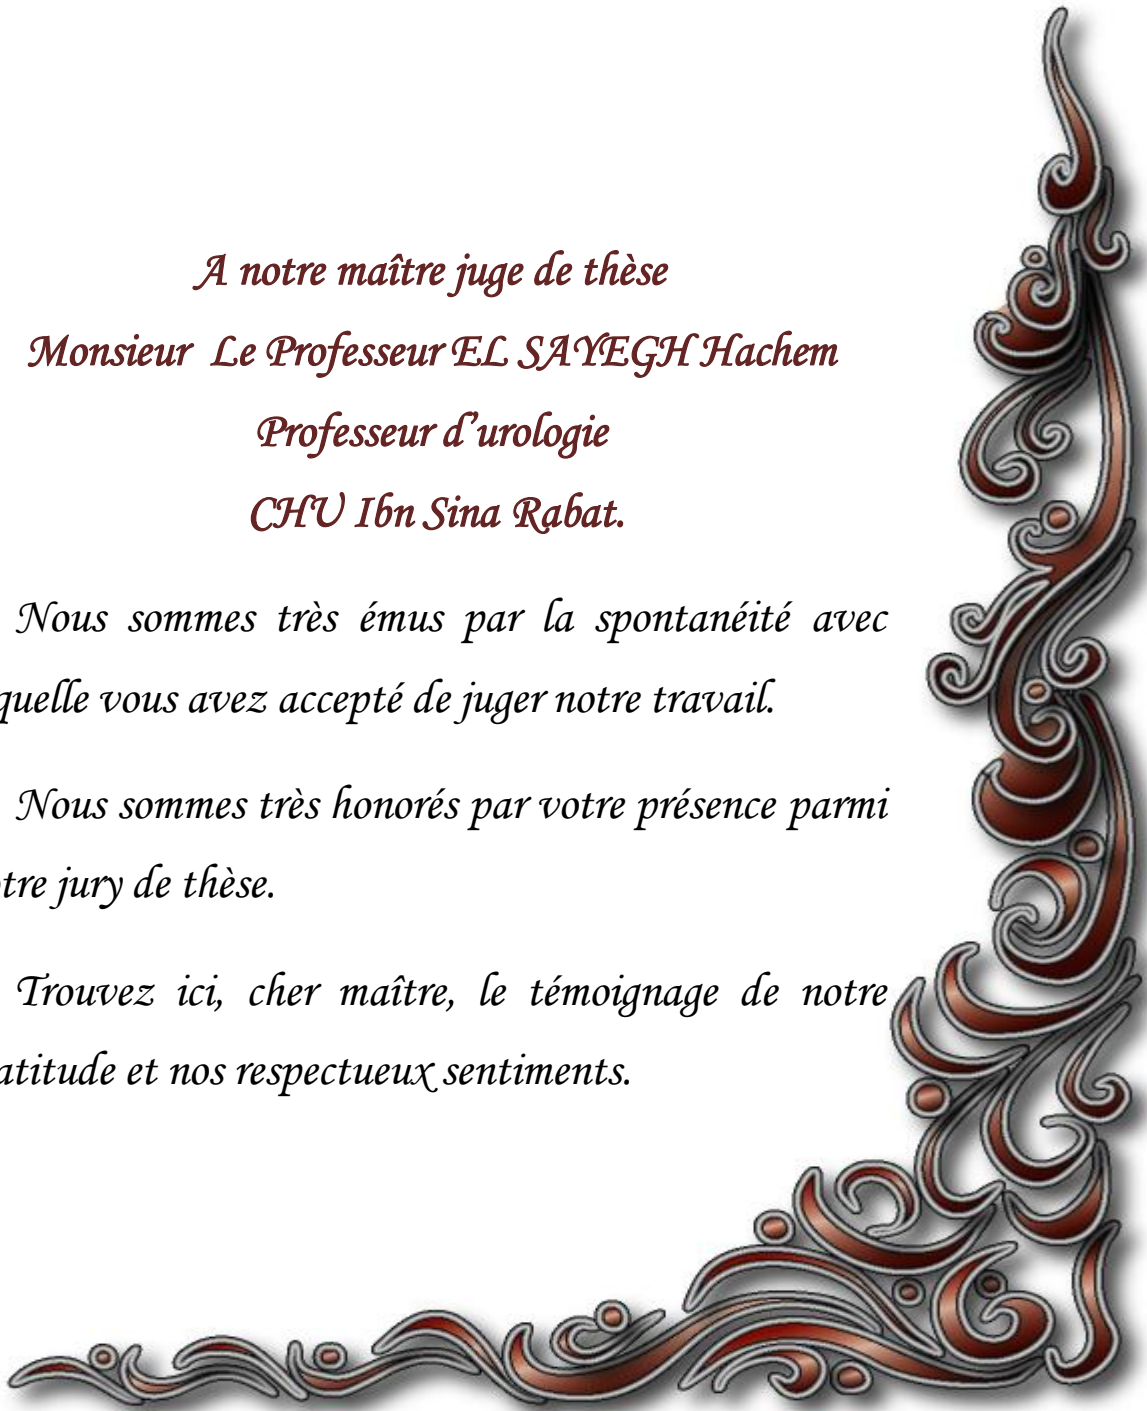 A notre maître juge de thèse
Monsieur Le Professeur EL SAYEGH Hachem
Professeur d'urologie
CHU Ibn Sina Rabat.
Nous sommes très émus par la spontanéité avec
quelle vous avez accepté de juger notre travail.
Nous sommes très honorés par votre présence parmi
otre jury de thèse.
Trouvez ici, cher maître, le témoignage de notre
atitude et nos respectueux sentiments.